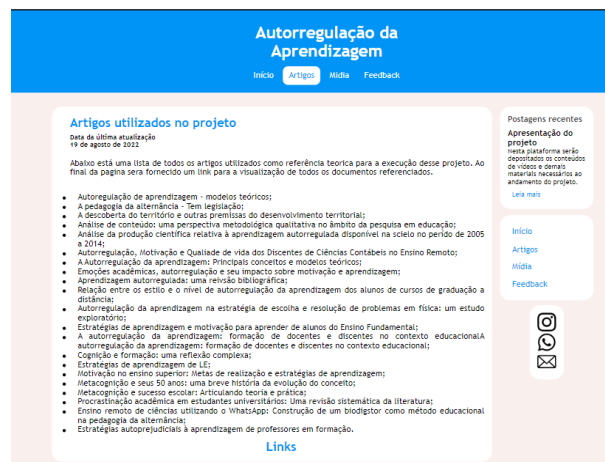 Autorregulação da
Aprendizagem
Início Artigos Mídia Feedback
Artigos utilizados no projeto
Data da última atualização
19 de agosto de 2022
Abaixo está uma lista de todos os artigos utilizados como referência teorica para a execução desse projeto. Ao
final da pagina sera fornecido um link para a visualização de todos os documentos referenciados.
Autoregulação de aprendizagem - modelos teóricos;
A pedagogia da alternância - Tem legislação;
A descoberta do território e outras premissas do desenvolvimento territorial;
Análise de conteúdo: uma perspectiva metodológica qualitativa no âmbito da pesquisa em educação;
Análise da produção científica relativa à aprendizagem autorregulada disponível na scielo no perído de 2005
a 2014;
Autorregulação, Motivação e Qualiade de vida dos Discentes de Ciências Contábeis no Ensino Remoto;
A Autorregulação da aprendizagem: Principais conceitos e modelos teóricos;
Emoções acadêmicas, autorregulação e seu impacto sobre motivação e aprendizagem;
Aprendizagem autorregulada: uma reivsão bibliográfica;
Relação entre os estilo e o nível de autorregulação da aprendizagem dos alunos de cursos de graduação a
distância;
Autorregulação da aprendizagem na estratégia de escolha e resolução de problemas em física: um estudo
exploratório;
Estratégias de aprendizagem e motivação para aprender de alunos do Ensino Fundamental;
A autorregulação da aprendizagem: formação de docentes e discentes no contexto educacionalA
autorregulação da aprendizagem: formação de docentes e discentes no contexto educacional;
Cognição e formação: uma reflexão complexa;
Estratégias de aprendizagem de LE;
Motivação no ensino superior: Metas de realização e estratégias de aprendizagem;
Metacognição e seus 50 anos: uma breve história da evolução do conceito;
Metacognição e sucesso escolar: Articulando teoria e prática;
Procrastinação acadêmica em estudantes universitários: Uma revisão sistemática da literatura;
Ensino remoto de ciências utilizando o WhatsApp: Construção de um biodigstor como método educacional
na pedagogia da alternância;
Estratégias autoprejudiciais à aprendizagem de professores em formação.
Links
Postagens recentes
Apresentação do
projeto
Nesta plataforma serão
depositados os conteúdos
de vídeos e demais
materiais necessários ao
andamento do projeto.
Leia mais
Início
Artigos
Mídia
Feedback